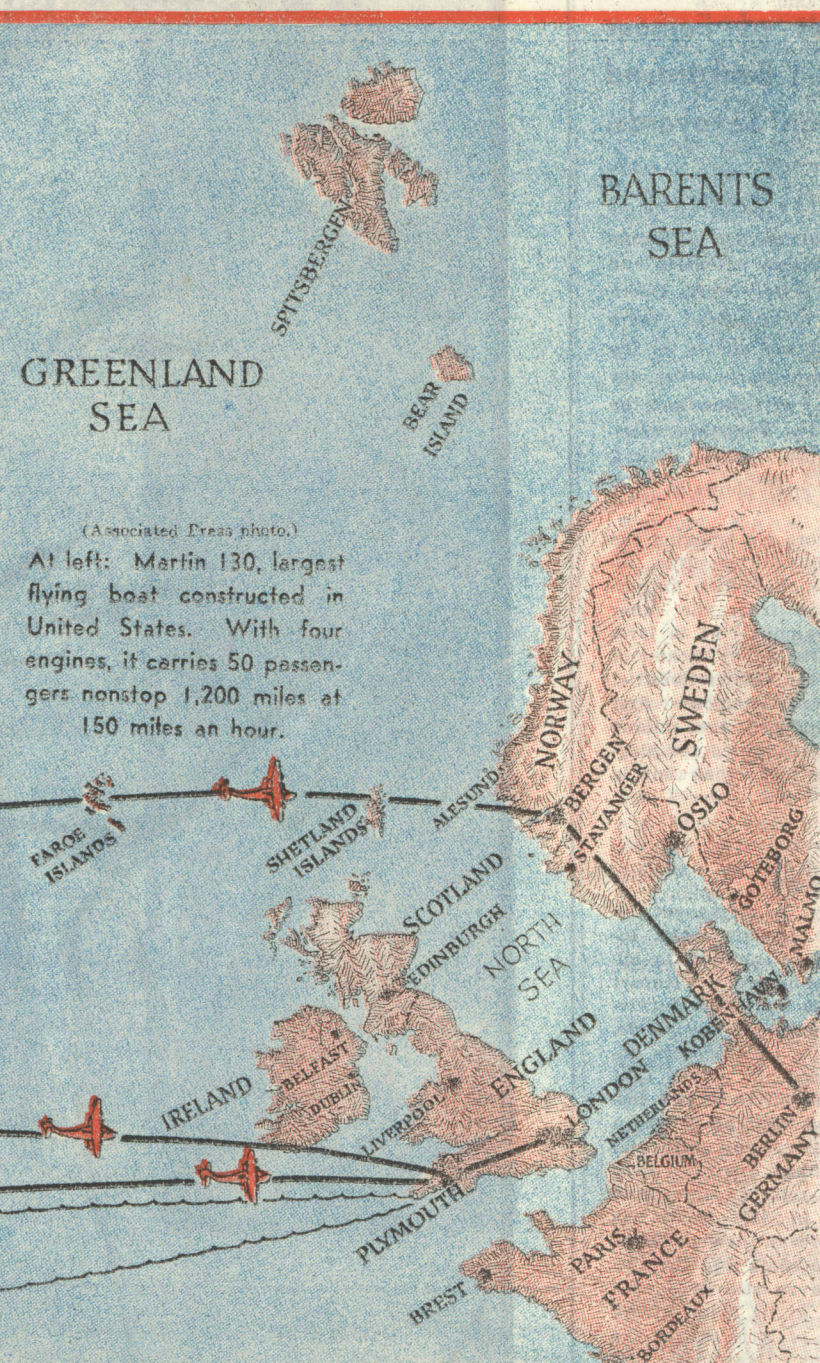 BARENTS
SEA
SPITSBERGEN
GREENLAND
SEA
BEAR
ISLAND
(Associated Press photo.)
At left: Martin 130, largest
flying boat constructed in
United States. With four
engines, it carries 50 passen-
gers nonstop 1,200 miles at
150 miles an hour.
NORWAY
SWEDEN
BERGEN
STAVANGER
ALESUND
OSLO
FAROE
ISLANDS
SHETLAND
ISLANDS
GOTEBORG
MALMO
SCOTLAND
EDINBURGH
NORTH
SEA
DENMARK
KOBENHAVN
ENGLAND
IRELAND
BELFAST
DUBLIN
LIVERPOOL
LONDON
NETHERLANDS
BELGIUM
BERLIN
GERMANY
PLYMOUTH
PARIS
FRANCE
BREST
BORDEAUX